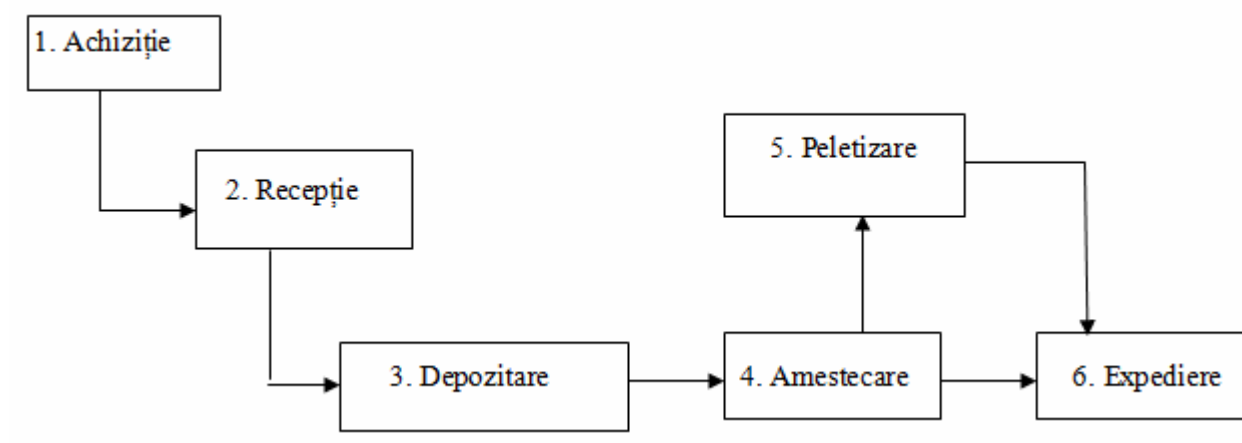 1. Achiziție
2. Recepție
3. Depozitare
4. Amestecare
5. Peletizare
6. Expediere